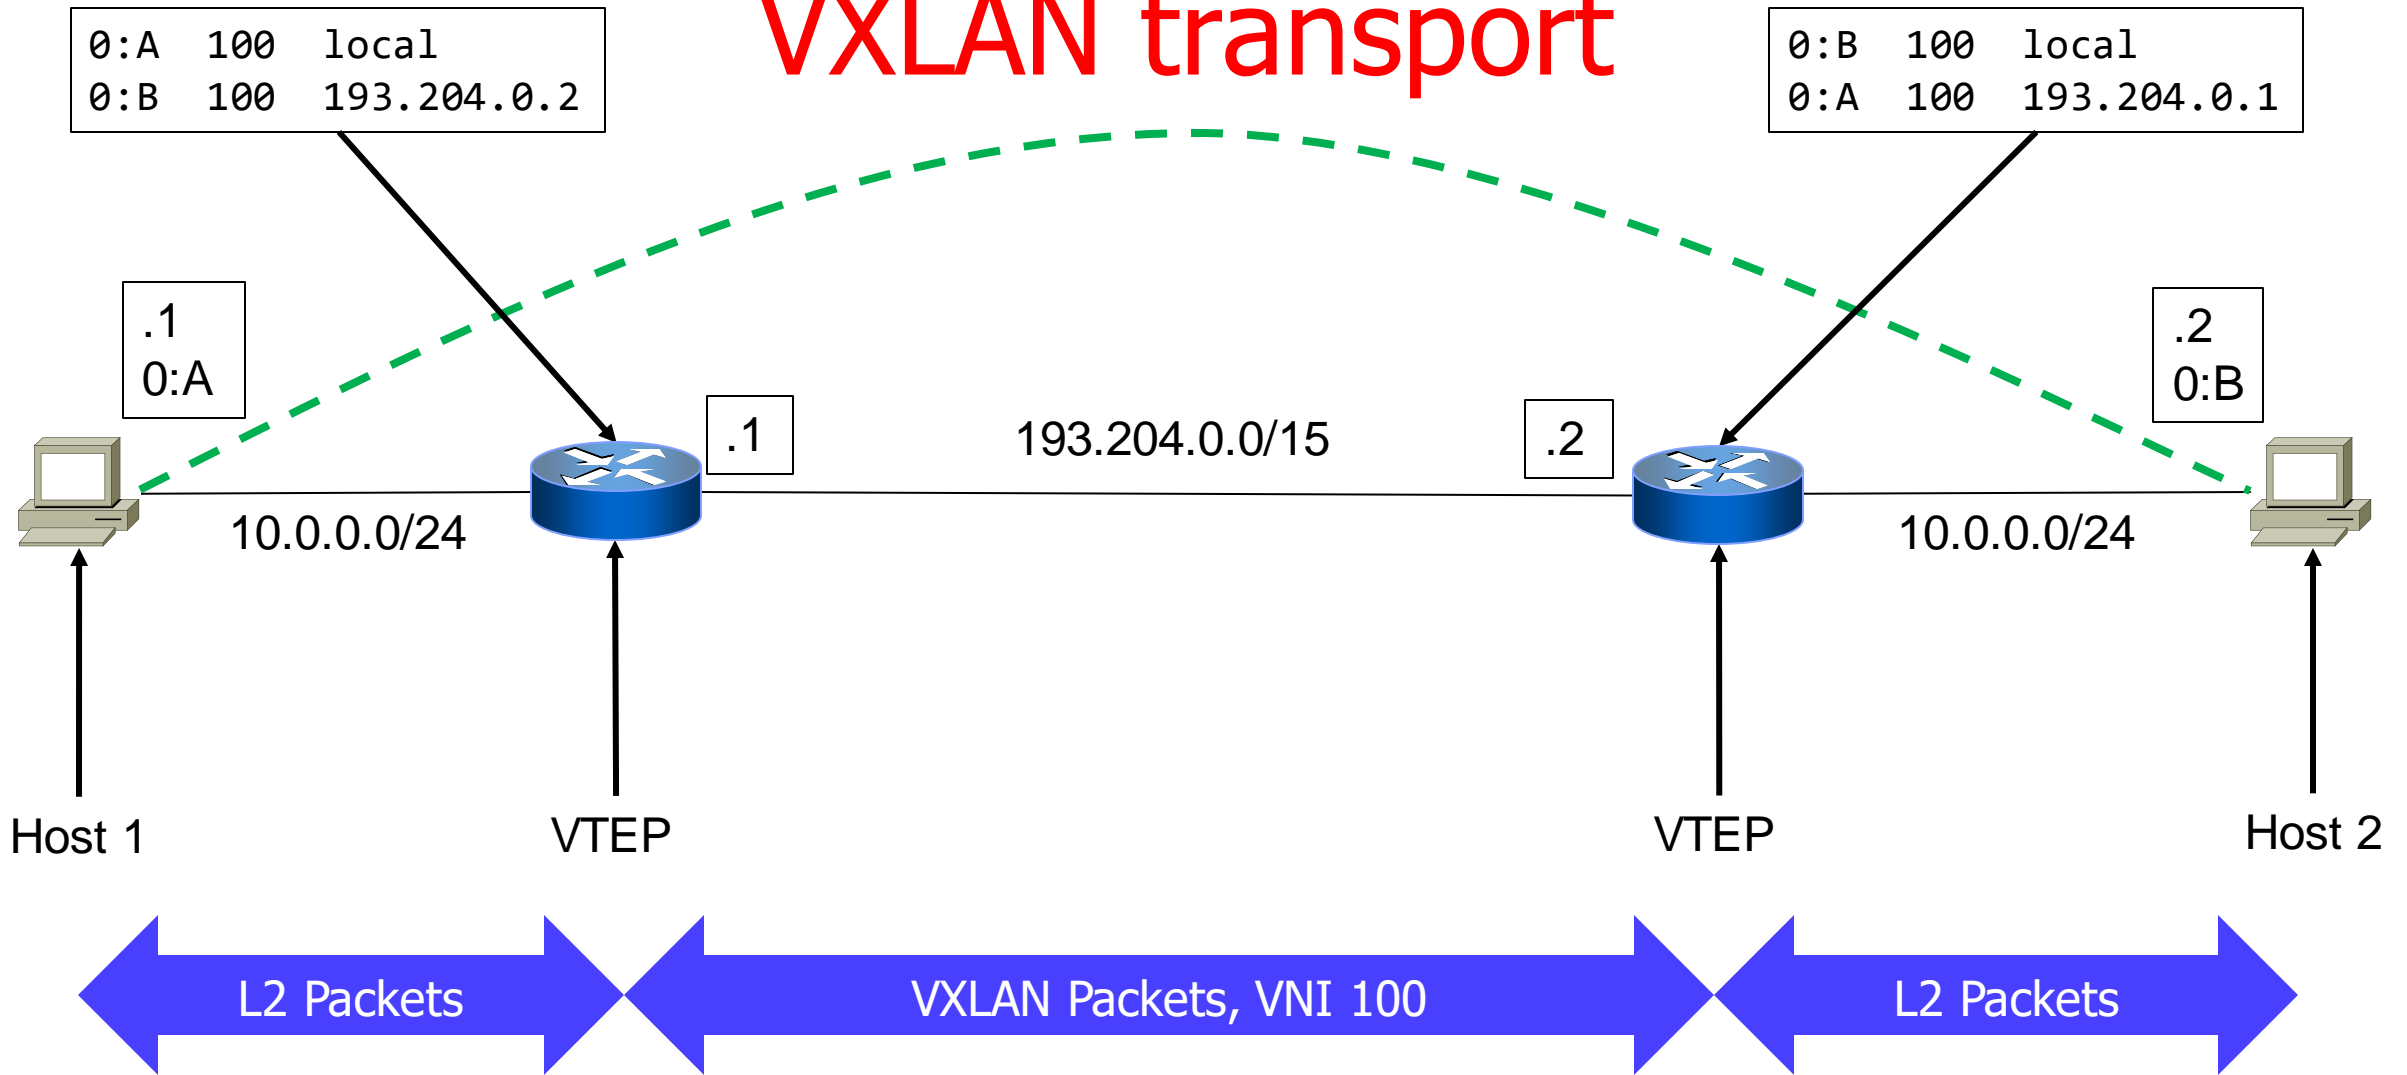 VXLAN transport
0:A 100 local
0:B 100 193.204.0.2
0:B 100 local
0:A 100 193.204.0.1
.1
0:A
.2
0:B
.1
193.204.0.0/15
.2
10.0.0.0/24
10.0.0.0/24
Host 1
VTEP
VTEP
Host 2
L2 Packets
VXLAN Packets, VNI 100
L2 Packets